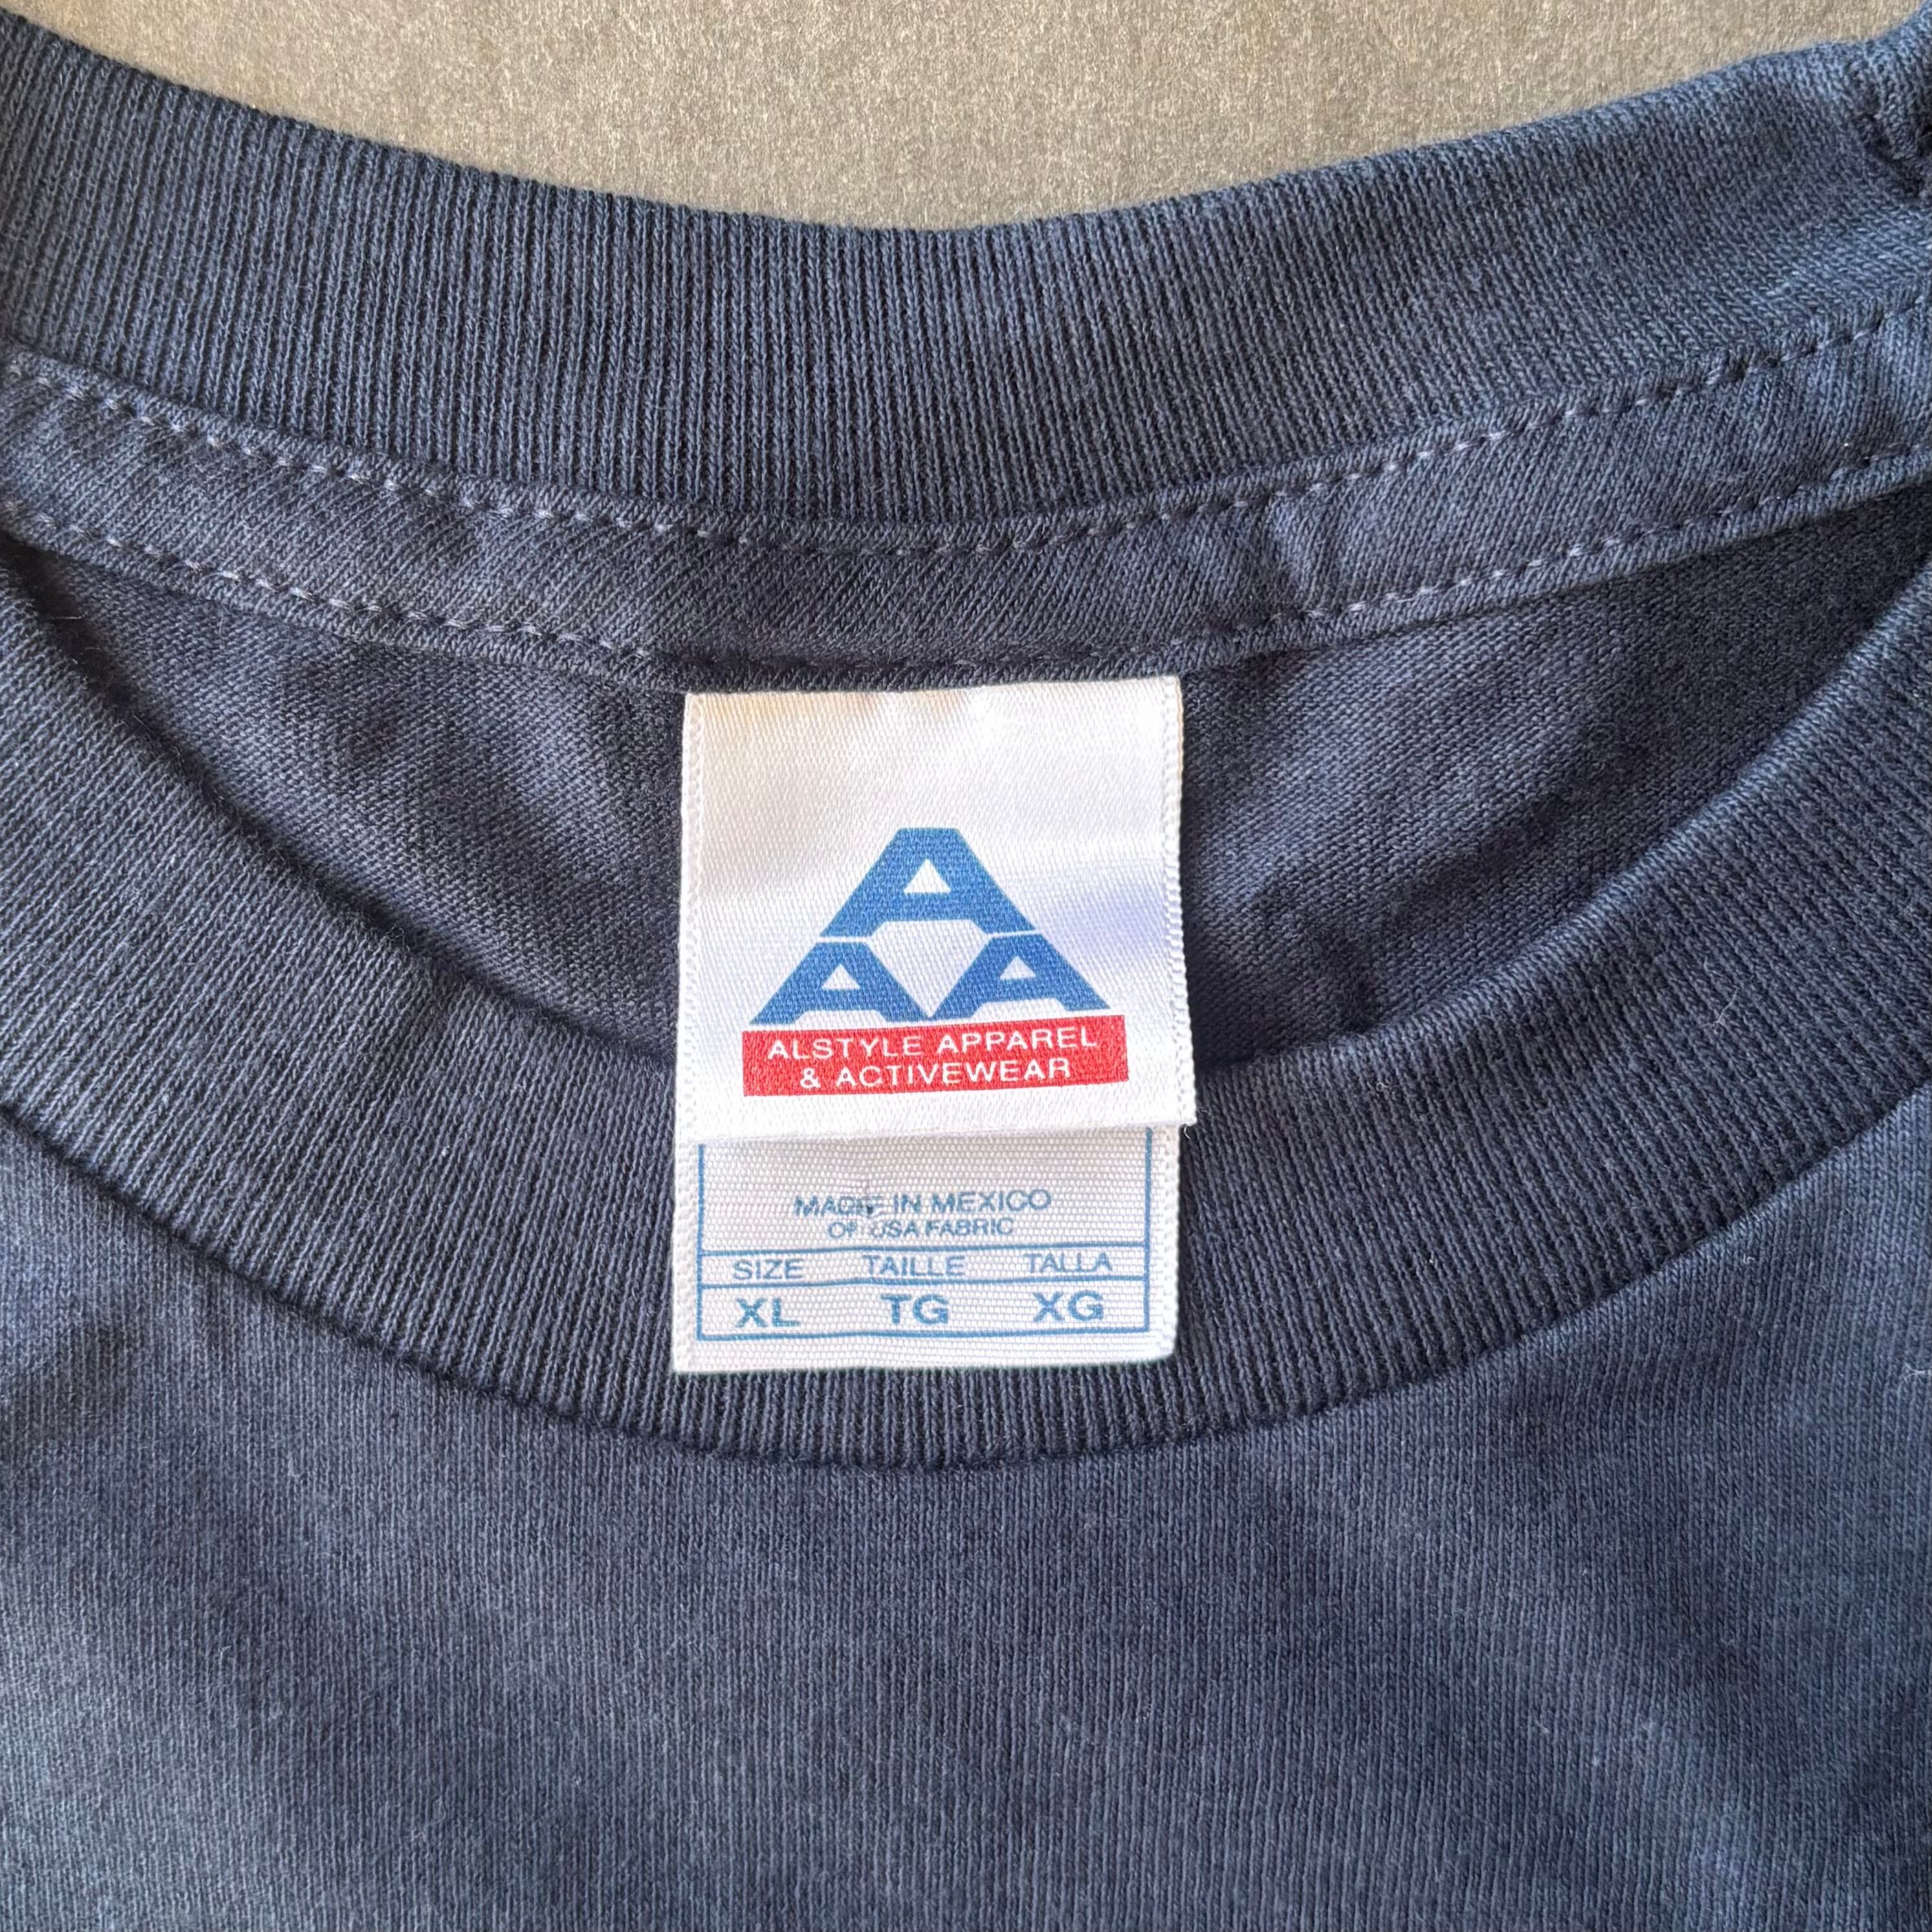 A
A A
ALSTYLE APPAREL
& ACTIVEWEAR
MADE IN MEXICO
OF USA FABRIC
SIZE TAILLE TALLA
XL TG XG